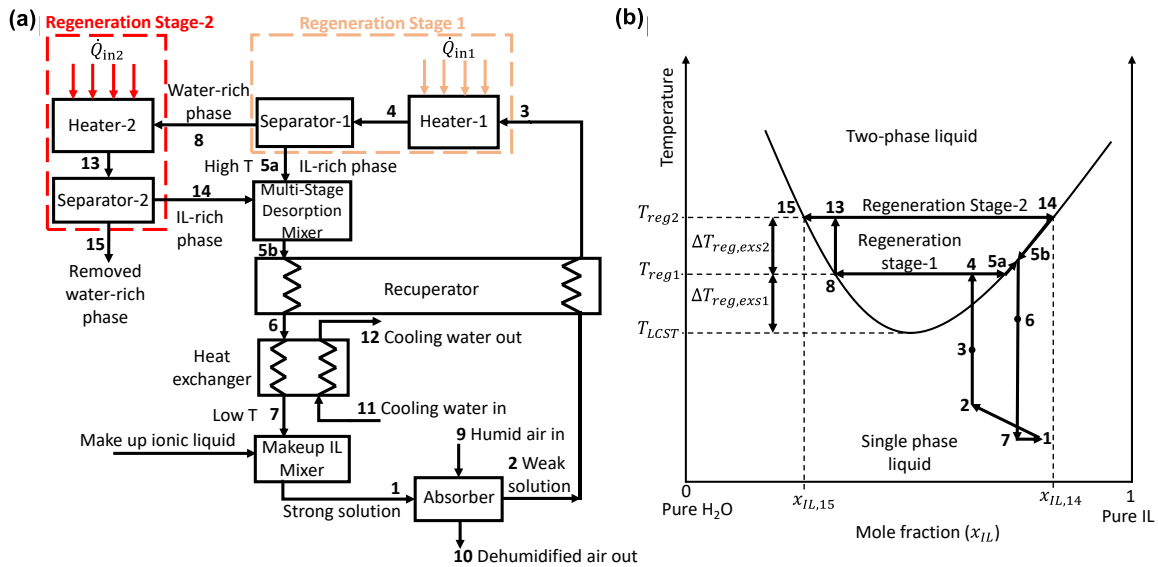 (a)
Regeneration Stage-2
Regeneration Stage 1
Q̇in2
Q̇in1
Water-rich
phase
8
4
3
Heater-2
Separator-1
Heater-1
13
High T
5a
IL-rich phase
Separator-2
14
IL-rich
phase
Multi-Stage
Desorption
Mixer
15
Removed
water-rich
phase
5b
Recuperator
6
12 Cooling water out
Heat
exchanger
Low T
7
11 Cooling water in
Make up ionic liquid
Makeup IL
Mixer
9 Humid air in
2 Weak
solution
1
Strong solution
Absorber
10 Dehumidified air out
(b)
Temperature
Two-phase liquid
Treg2
15
13
Regeneration Stage-2
14
ΔTreg,exs2
Regeneration
stage-1
5b
4
5a
Treg1
8
ΔTreg,exs1
6
TLCST
3
2
7
1
Single phase
liquid
0
Pure H₂O
xIL,15
xIL,14
1
Pure IL
Mole fraction (xIL)